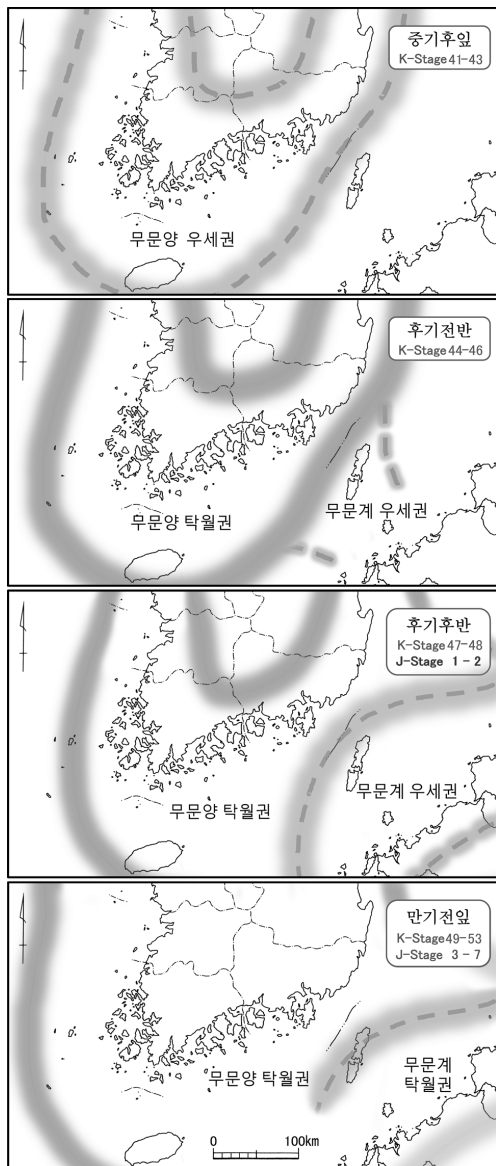 중기후잎
K-Stage 41-43
무문양 우세권
후기전반
K-Stage 44-46
무문양 탁월권
무문계 우세권
후기후반
K-Stage 47-48
J-Stage 1 - 2
무문양 탁월권
무문계 우세권
만기전잎
K-Stage 49-53
J-Stage 3 - 7
무문양 탁월권
무문계
탁월권
0 100km